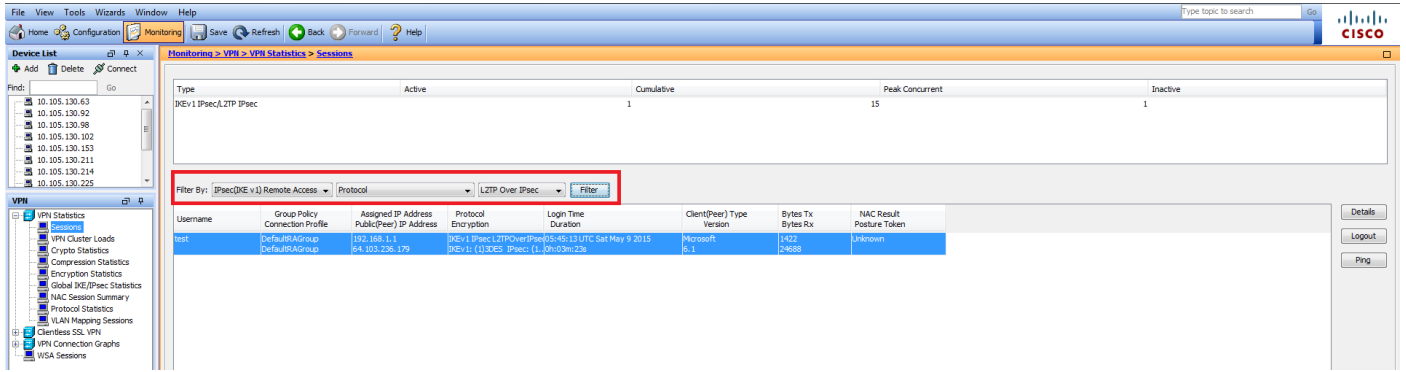 File View Tools Wizards Window Help
Type topic to search Go
Home Configuration Monitoring Save Refresh Back Forward Help
CISCO
Device List
Monitoring > VPN > VPN Statistics > Sessions
Add Delete Connect
Find: Go
10.105.130.63
10.105.130.92
10.105.130.98
10.105.130.102
10.105.130.153
10.105.130.211
10.105.130.214
10.105.130.225
Type Active Cumulative Peak Concurrent Inactive
IKEv1 IPsec/L2TP IPsec 1 15 1
Filter By: IPsec(IKE v1) Remote Access Protocol L2TP Over IPsec Filter
VPN
VPN Statistics
Sessions
VPN Cluster Loads
Crypto Statistics
Compression Statistics
Encryption Statistics
Global IKE/IPsec Statistics
NAC Session Summary
Protocol Statistics
VLAN Mapping Sessions
Clientless SSL VPN
VPN Connection Graphs
WSA Sessions
Username Group Policy Assigned IP Address Protocol Login Time Client(Peer) Type Bytes Tx NAC Result
Connection Profile Public(Peer) IP Address Encryption Duration Version Bytes Rx Posture Token
test DefaultRAGroup 192.168.1.1 IKEv1 IPsec L2TPOverIPse 05:45:13 UTC Sat May 9 2015 Microsoft 1422 Unknown
DefaultRAGroup 64.103.236.179 IKEv1: (1)3DES IPsec: (1.. 0h:03m:23s 6.1 24688
Details
Logout
Ping